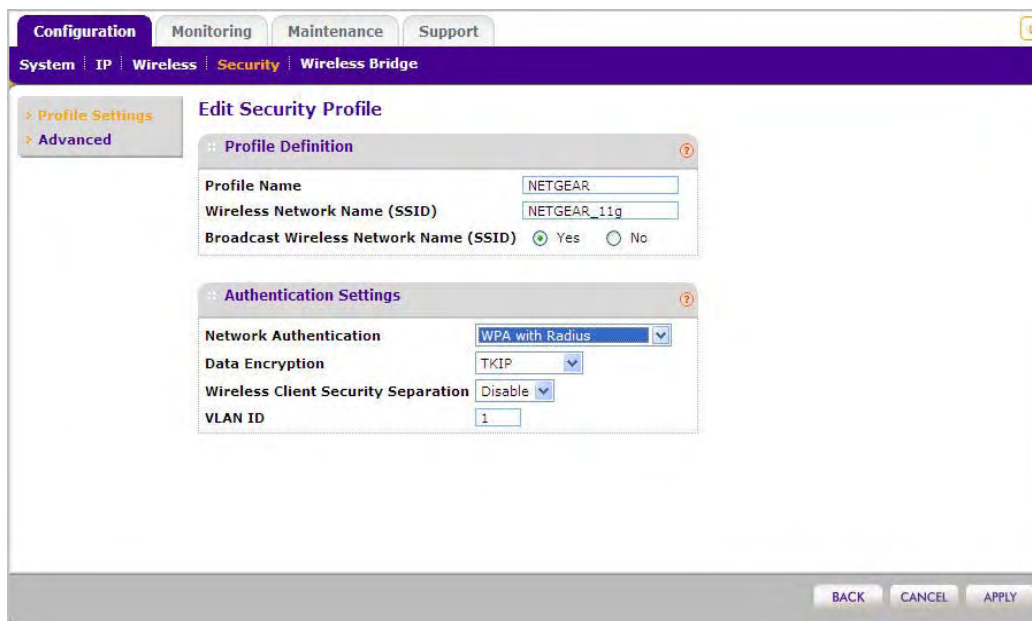 Configuration Monitoring Maintenance Support
System IP Wireless Security Wireless Bridge
Profile Settings
Advanced
Edit Security Profile
Profile Definition ?
Profile Name NETGEAR
Wireless Network Name (SSID) NETGEAR_11g
Broadcast Wireless Network Name (SSID) Yes No
Authentication Settings ?
Network Authentication WPA with Radius
Data Encryption TKIP
Wireless Client Security Separation Disable
VLAN ID 1
BACK CANCEL APPLY